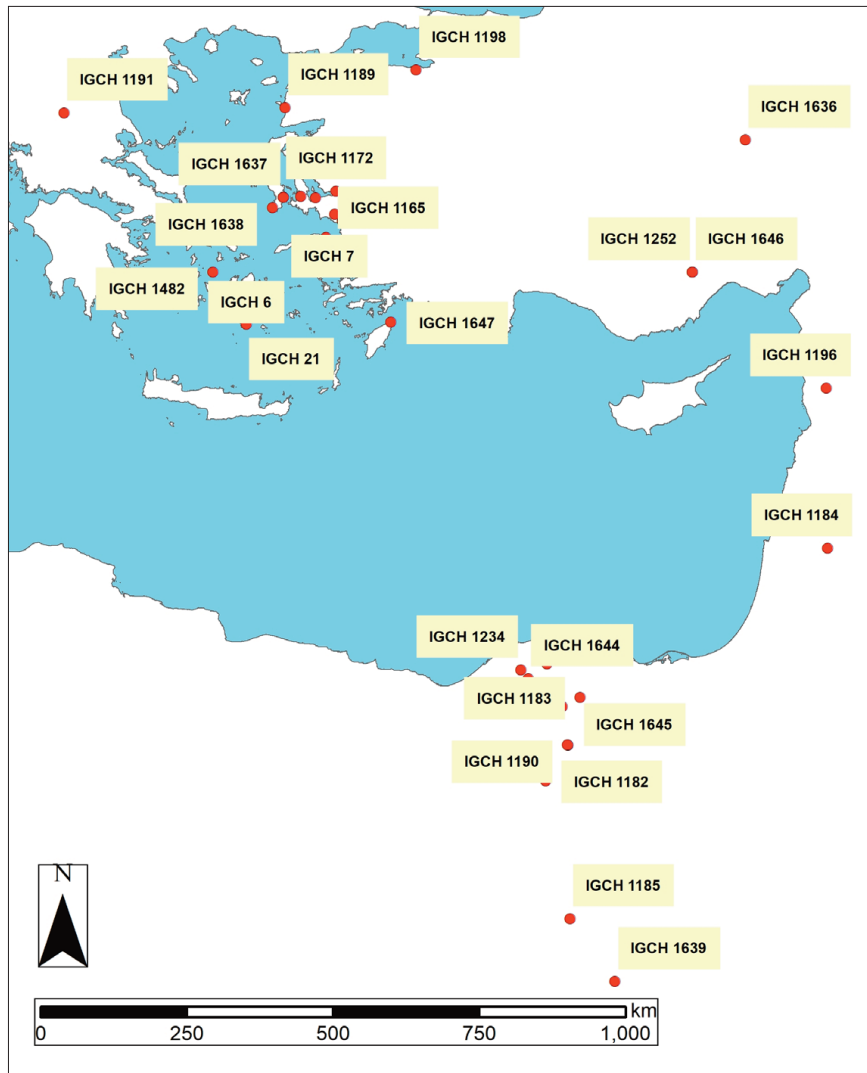 IGCH 1198
IGCH 1191
IGCH 1189
IGCH 1636
IGCH 1637
IGCH 1172
IGCH 1165
IGCH 1638
IGCH 7
IGCH 1252
IGCH 1646
IGCH 1482
IGCH 6
IGCH 1647
IGCH 21
IGCH 1196
IGCH 1184
IGCH 1234
IGCH 1644
IGCH 1183
IGCH 1645
IGCH 1190
IGCH 1182
IGCH 1185
IGCH 1639
N
km
0 250 500 750 1,000